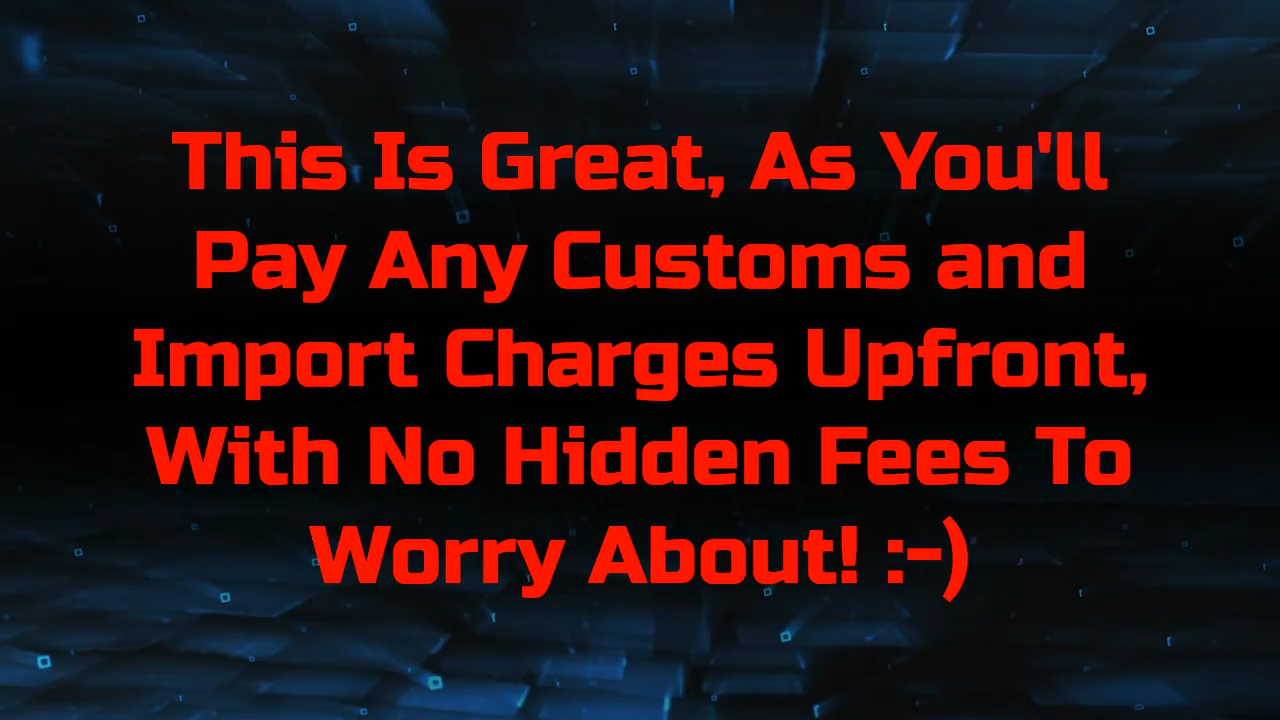 This Is Great, As You'll
Pay Any Customs and
Import Charges Upfront,
With No Hidden Fees To
Worry About! :-)